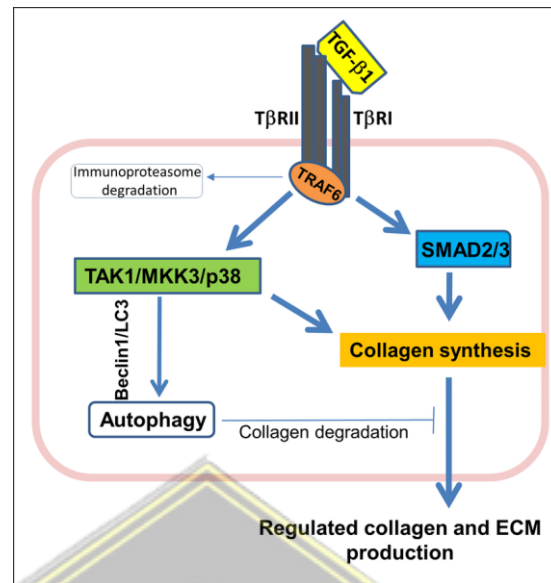 TGF-β1
TβRII
TβRI
Immunoproteasome
degradation
TRAF6
SMAD2/3
TAK1/MKK3/p38
Beclin1/LC3
Collagen synthesis
Autophagy
Collagen degradation
Regulated collagen and ECM
production